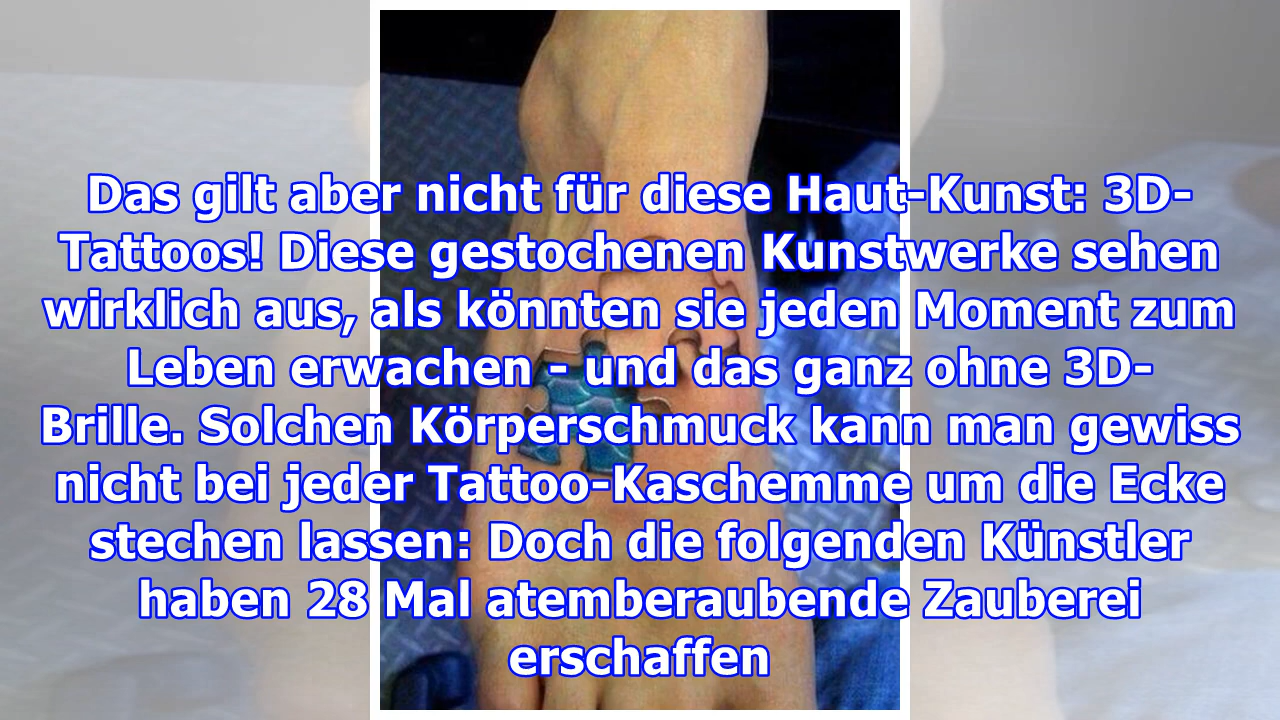 Das gilt aber nicht für diese Haut-Kunst: 3D-
Tattoos! Diese gestochenen Kunstwerke sehen
wirklich aus, als könnten sie jeden Moment zum
Leben erwachen - und das ganz ohne 3D-
Brille. Solchen Körperschmuck kann man gewiss
nicht bei jeder Tattoo-Kaschemme um die Ecke
stechen lassen: Doch die folgenden Künstler
haben 28 Mal atemberaubende Zauberei
erschaffen